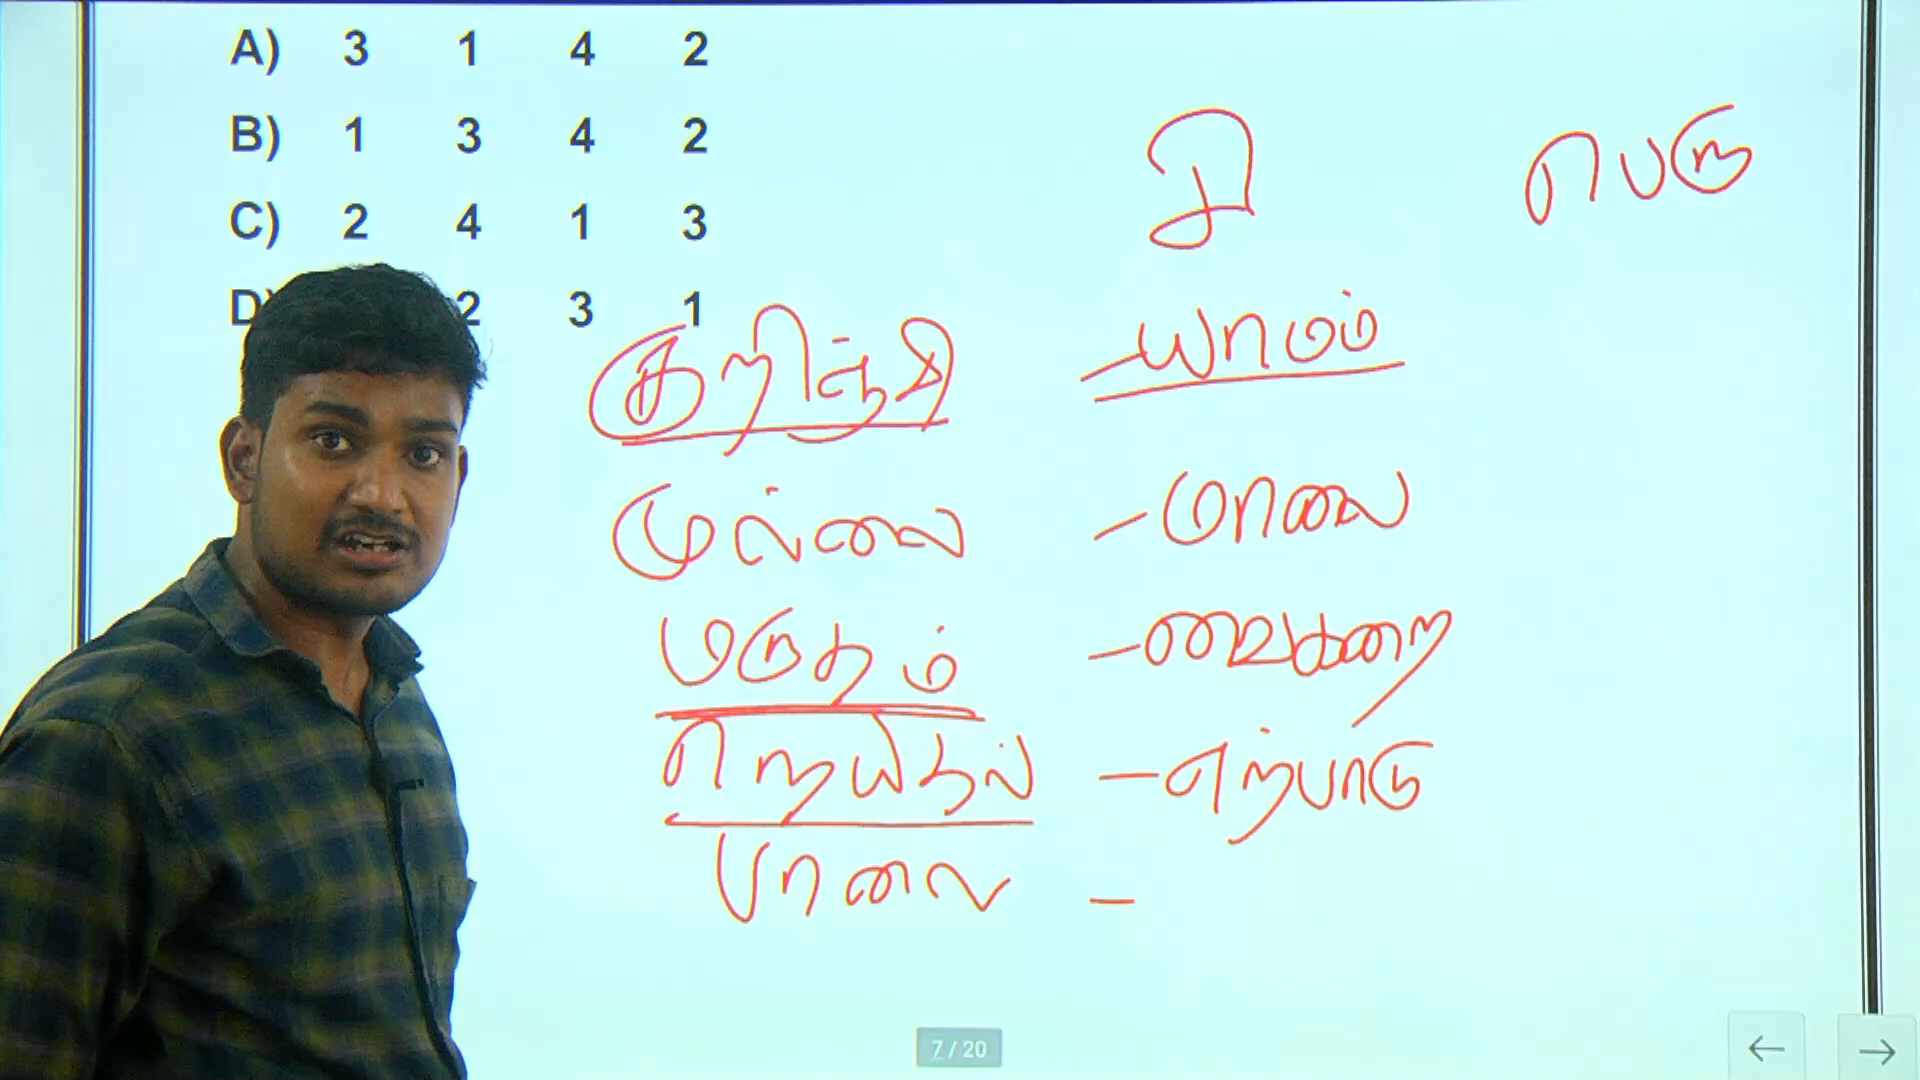 A) 3 1 4 2
B) 1 3 4 2
C) 2 4 1 3
D) 2 3 1
பெரு
குறிஞ்சி - யாமம்
முல்லை - மாலை
மருதம் - வைகறை
நெய்தல் - எற்பாடு
பாலை -
7 / 20